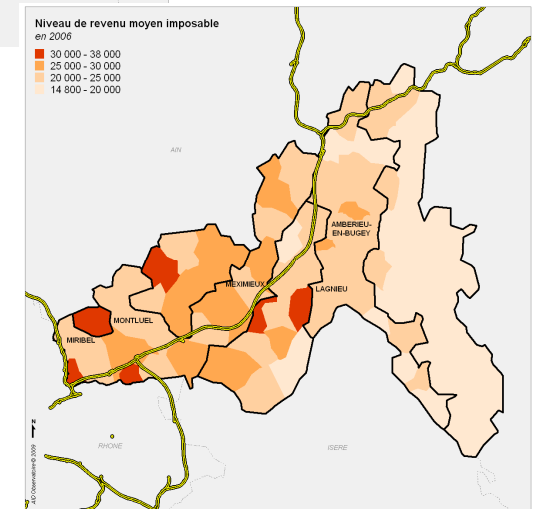 Niveau de revenu moyen imposable
en 2006
30 000 - 38 000
25 000 - 30 000
20 000 - 25 000
14 800 - 20 000
AIN
AMBERIEU-
EN-BUGEY
MEXIMIEUX
LAGNIEU
MONTLUEL
MIRIBEL
N
RHONE
ISERE
AID Observatoire © 2009